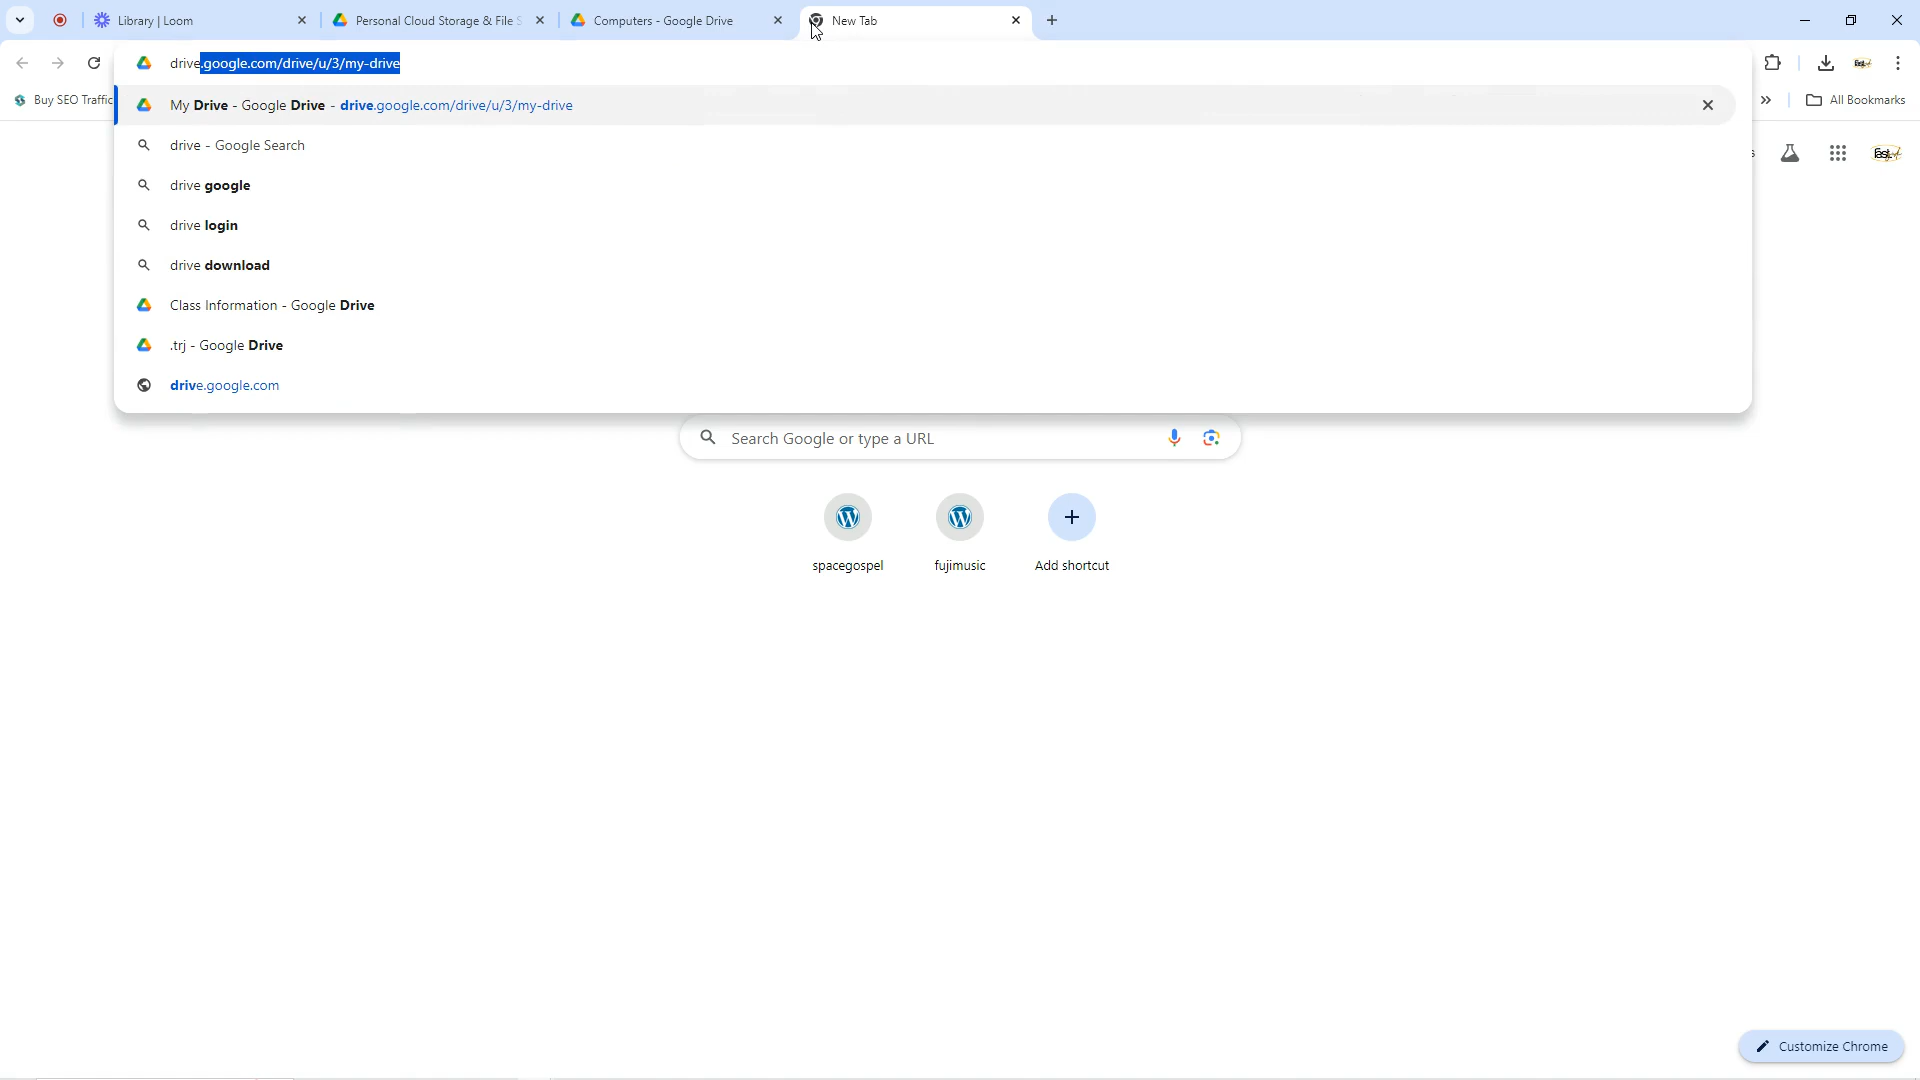 Library | Loom
Personal Cloud Storage & File S
Computers - Google Drive
New Tab
drive.google.com/drive/u/3/my-drive
Buy SEO Traffic
My Drive - Google Drive - drive.google.com/drive/u/3/my-drive
All Bookmarks
drive - Google Search
drive google
drive login
drive download
Class Information - Google Drive
.trj - Google Drive
drive.google.com
Search Google or type a URL
spacegospel
fujimusic
Add shortcut
Customize Chrome